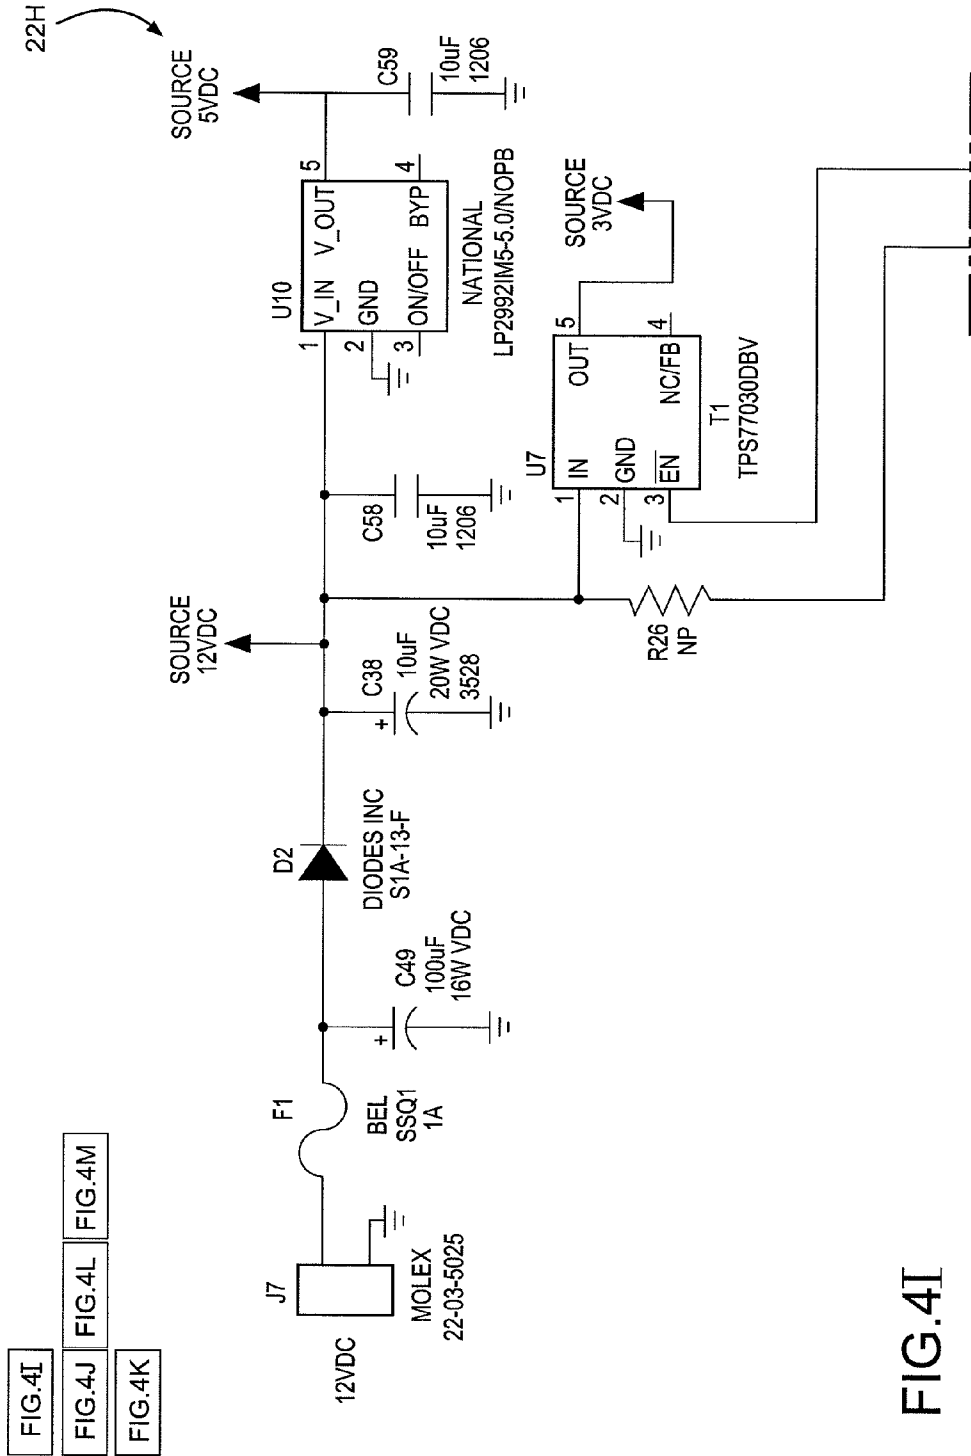 22H
FIG.4I
FIG.4J
FIG.4L
FIG.4M
FIG.4K
J7
12VDC
MOLEX
22-03-5025
F1
BEL
SSQ1
1A
+
C49
100uF
16W VDC
D2
DIODES INC
S1A-13-F
SOURCE
12VDC
+
C38
10uF
20W VDC
3528
C58
10uF
1206
U10
1
V_IN
V_OUT
5
2
GND
3
ON/OFF
BYP
4
NATIONAL
LP2992IM5-5.0/NOPB
SOURCE
5VDC
C59
10uF
1206
R26
NP
U7
1
IN
OUT
5
2
GND
3
EN
NC/FB
4
T1
TPS77030DBV
SOURCE
3VDC
FIG.4I